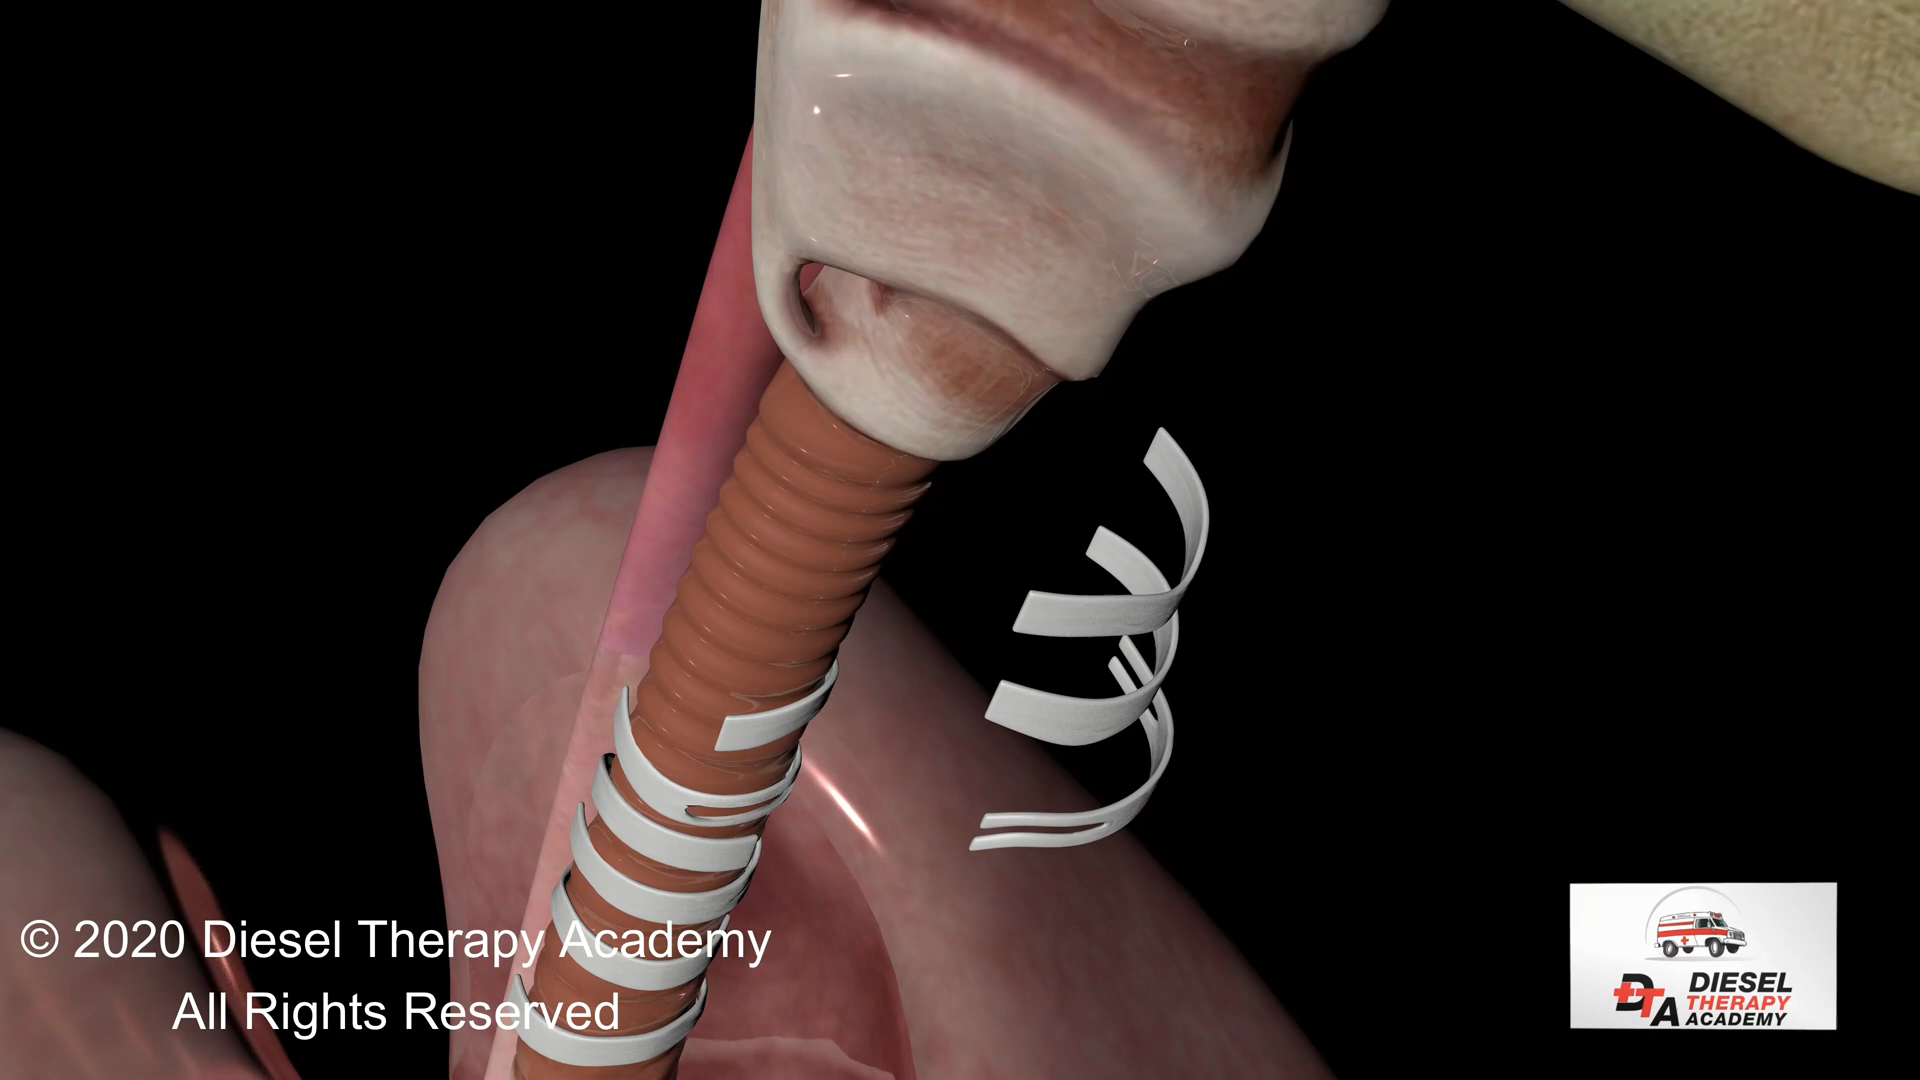 © 2020 Diesel Therapy Academy
All Rights Reserved
DTA
DIESEL
THERAPY
ACADEMY